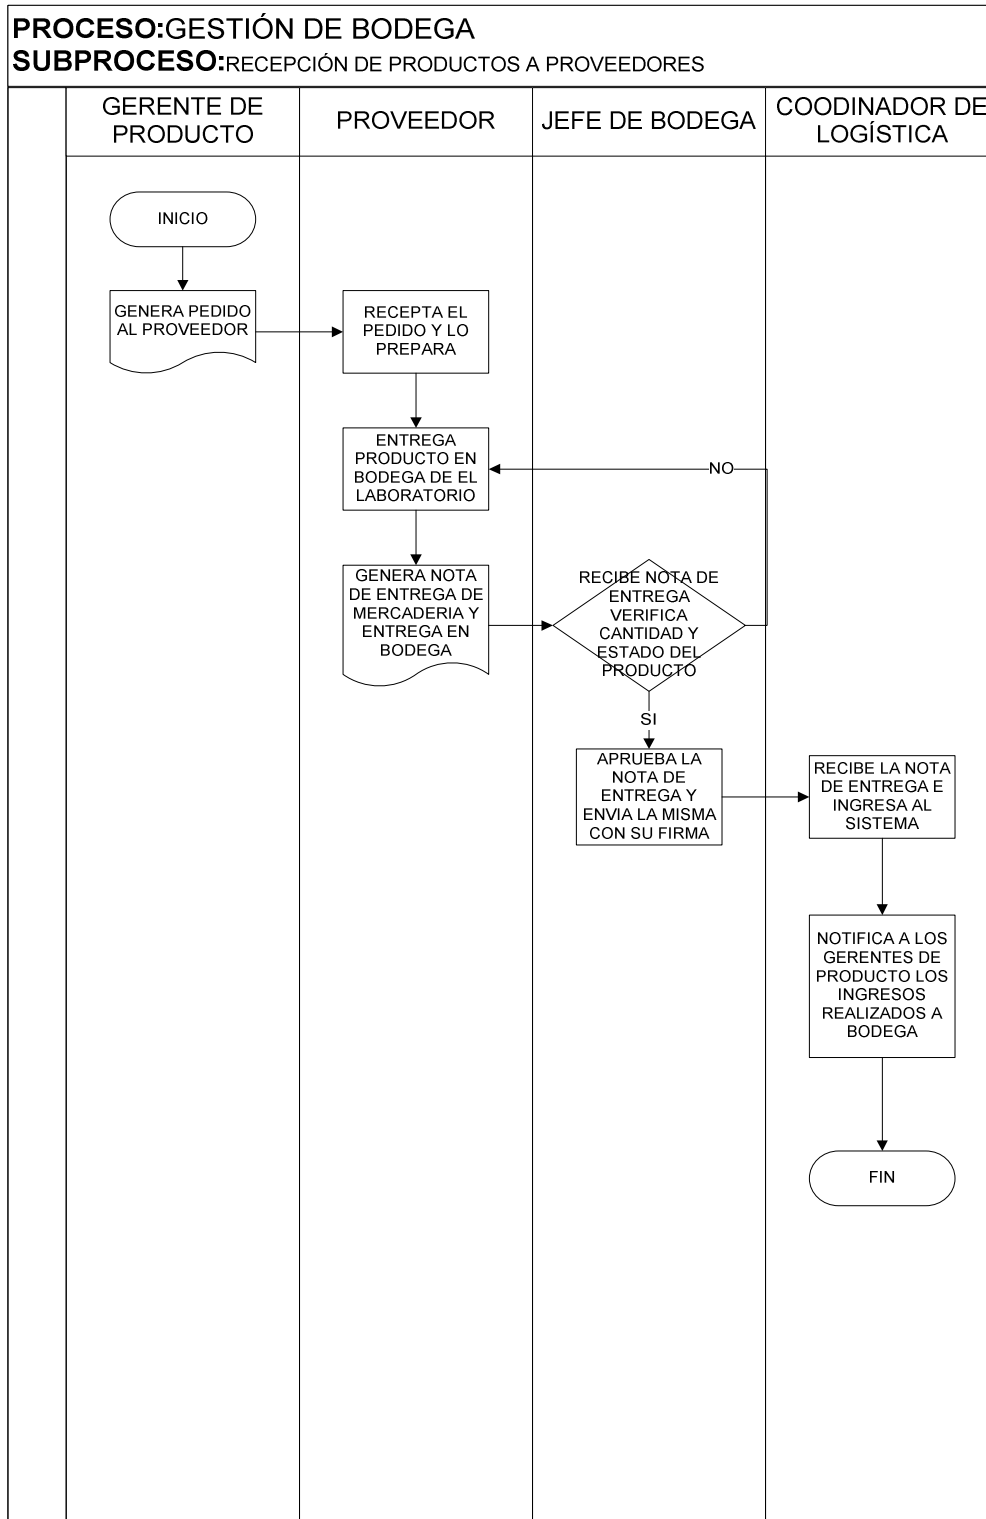 PROCESO:GESTIÓN DE BODEGA
SUBPROCESO:RECEPCIÓN DE PRODUCTOS A PROVEEDORES
GERENTE DE
PRODUCTO
PROVEEDOR
JEFE DE BODEGA
COODINADOR DE
LOGÍSTICA
INICIO
GENERA PEDIDO
AL PROVEEDOR
RECEPTA EL
PEDIDO Y LO
PREPARA
ENTREGA
PRODUCTO EN
BODEGA DE EL
LABORATORIO
NO
GENERA NOTA
DE ENTREGA DE
MERCADERIA Y
ENTREGA EN
BODEGA
RECIBE NOTA DE
ENTREGA
VERIFICA
CANTIDAD Y
ESTADO DEL
PRODUCTO
SI
APRUEBA LA
NOTA DE
ENTREGA Y
ENVIA LA MISMA
CON SU FIRMA
RECIBE LA NOTA
DE ENTREGA E
INGRESA AL
SISTEMA
NOTIFICA A LOS
GERENTES DE
PRODUCTO LOS
INGRESOS
REALIZADOS A
BODEGA
FIN